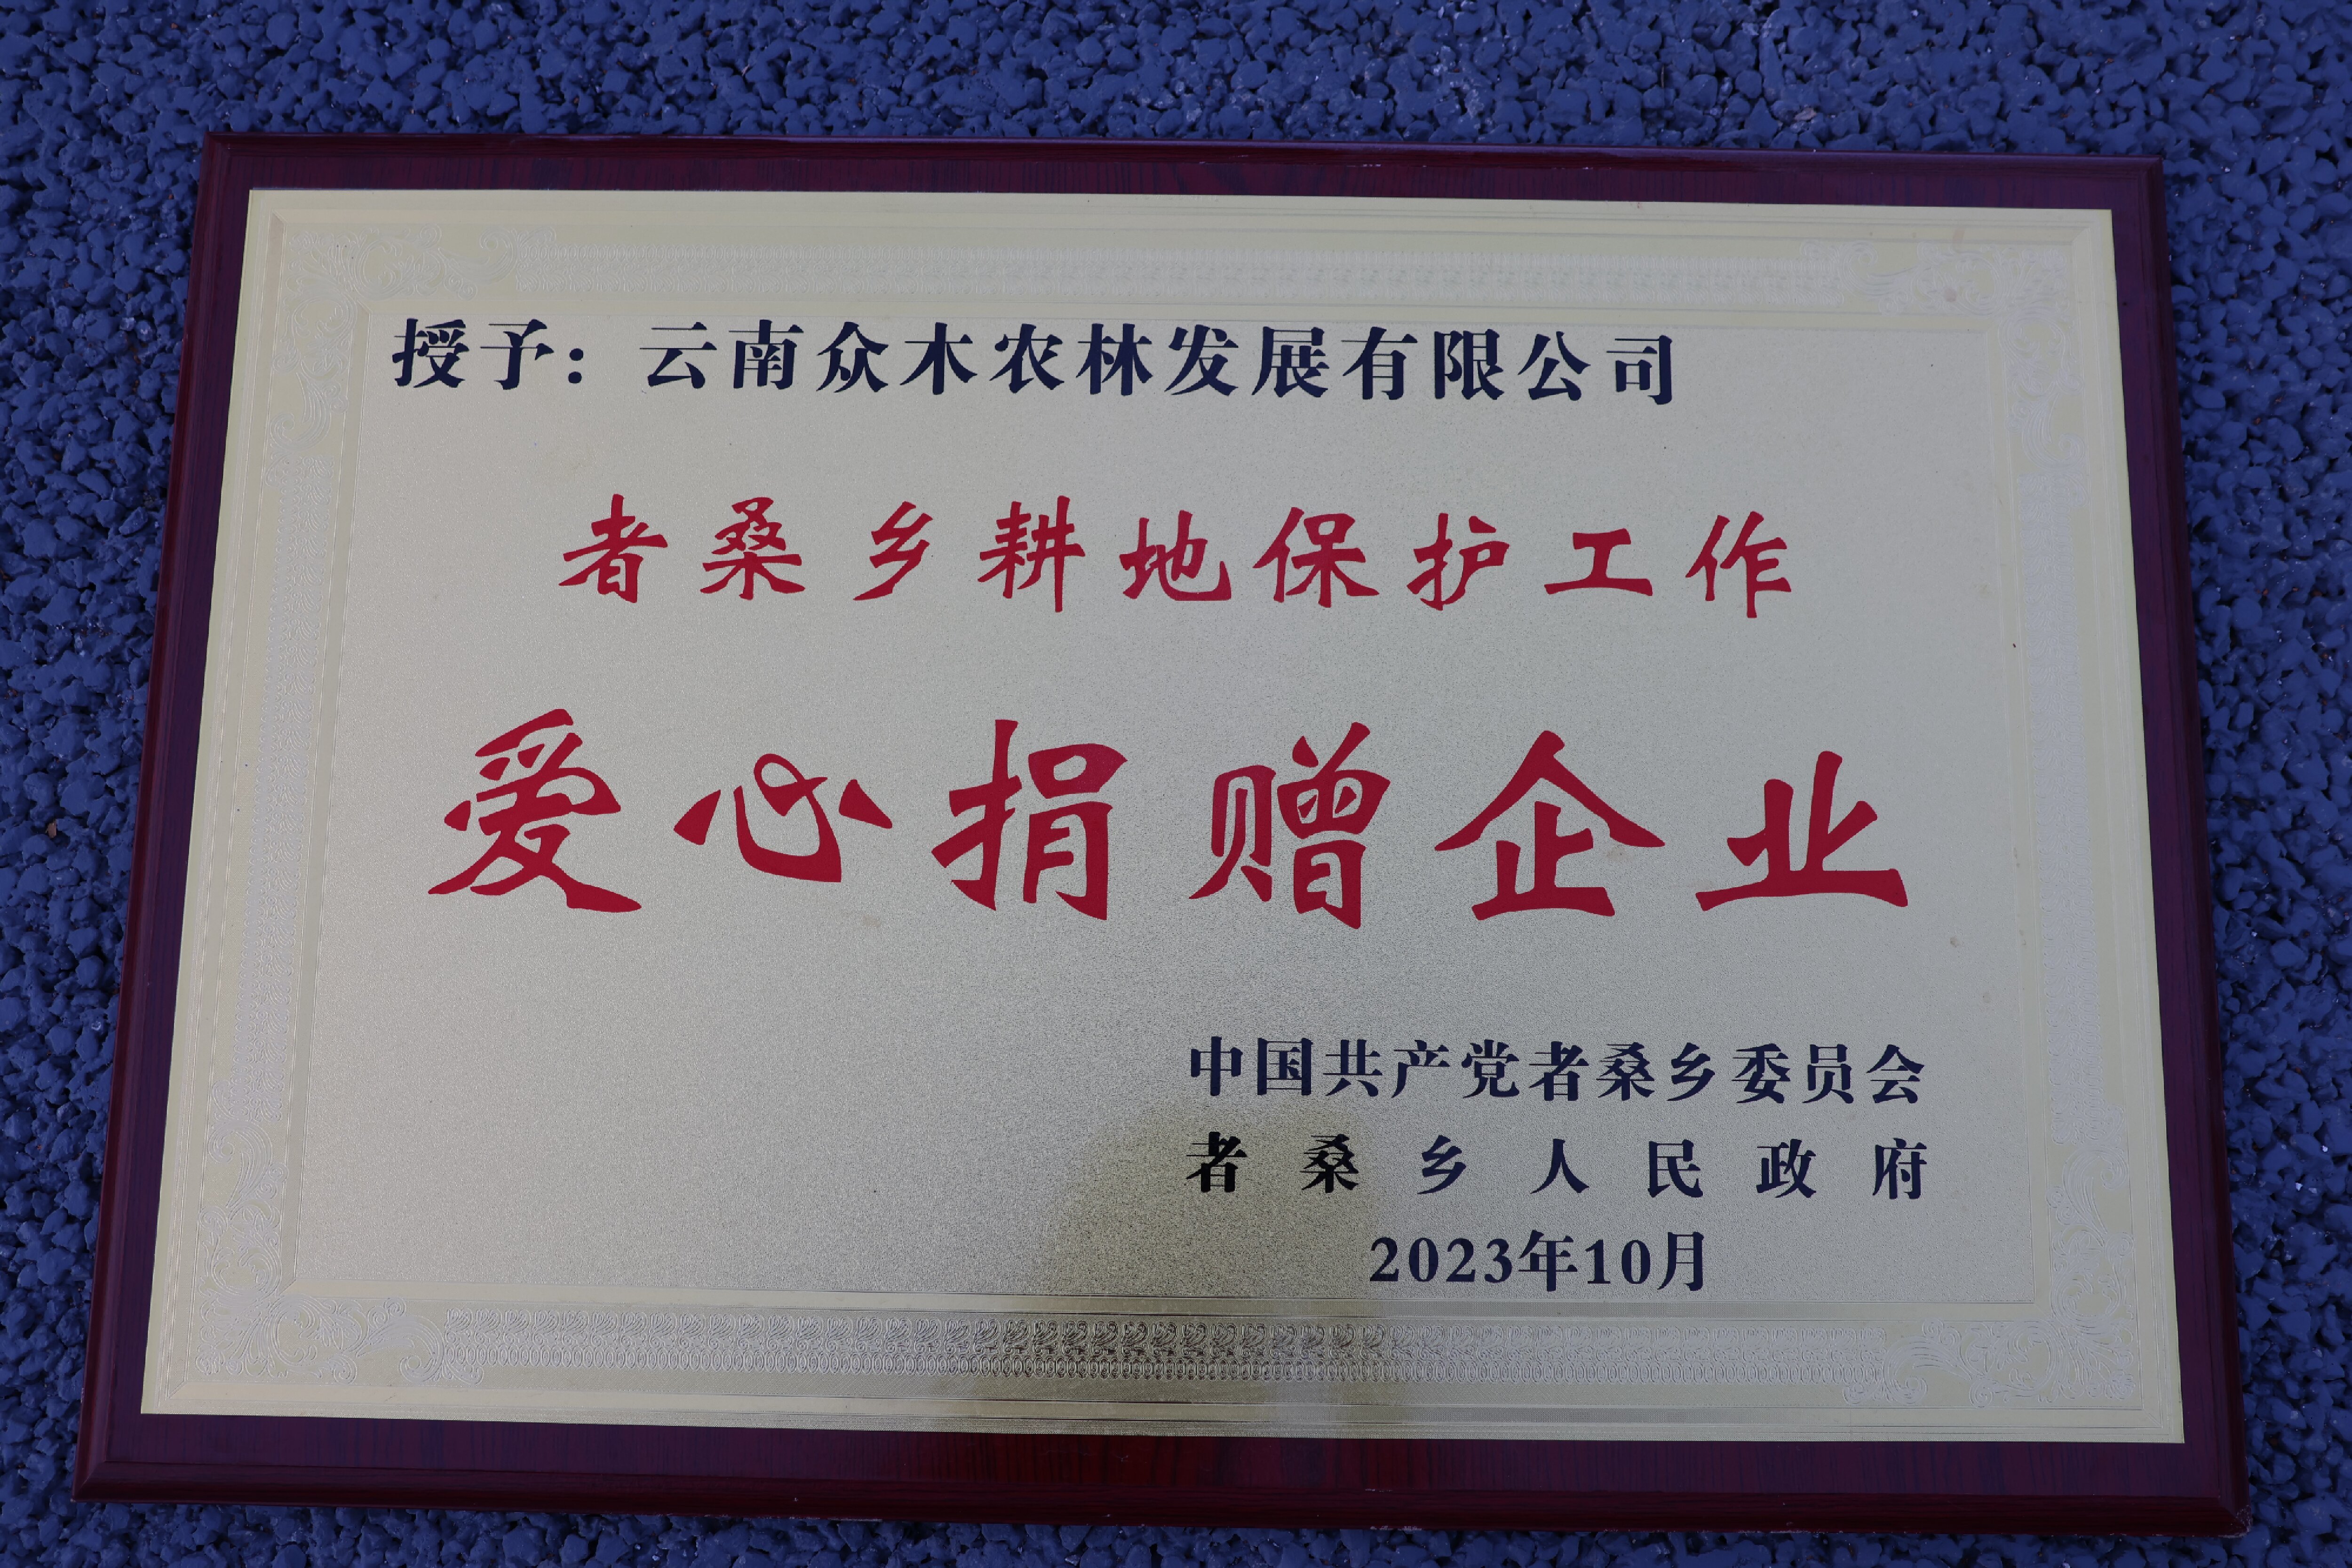 授予：云南众木农林发展有限公司
者桑乡耕地保护工作
爱心捐赠企业
中国共产党者桑乡委员会
者桑乡人民政府
2023年10月